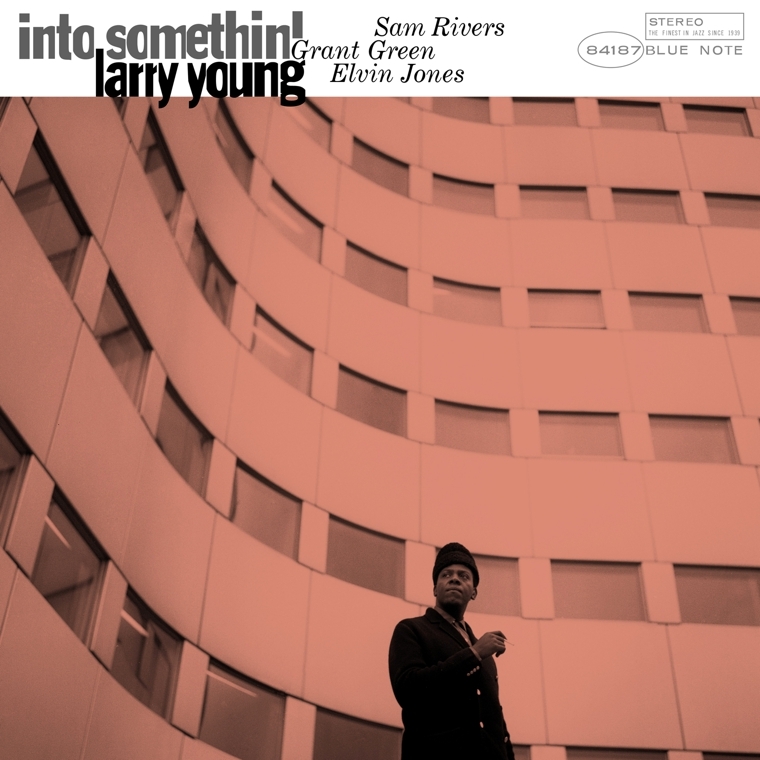 into somethin!
larry young
Sam Rivers
Grant Green
Elvin Jones
STEREO
THE FINEST IN JAZZ SINCE 1939
84187 BLUE NOTE